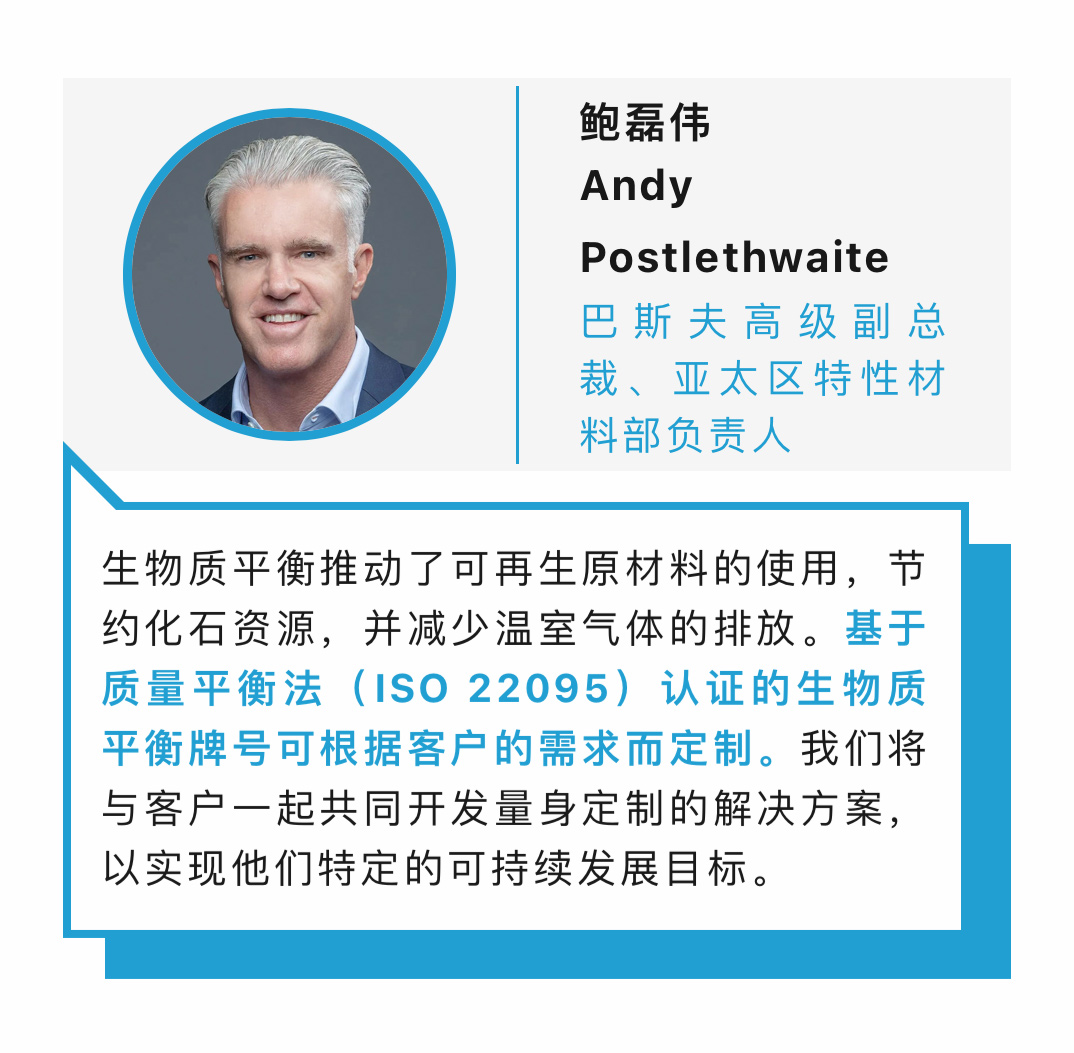 鲍磊伟
Andy
Postlethwaite
巴斯夫高级副总
裁、亚太区特性材
料部负责人
生物质平衡推动了可再生原材料的使用，节
约化石资源，并减少温室气体的排放。基于
质量平衡法（ISO 22095）认证的生物质
平衡牌号可根据客户的需求而定制。我们将
与客户一起共同开发量身定制的解决方案，
以实现他们特定的可持续发展目标。